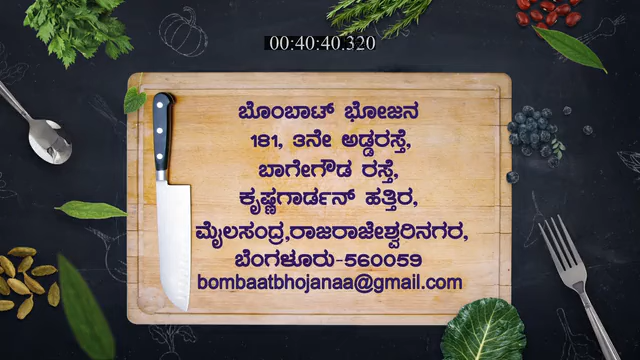 00:40:40.320
ಬೊಂಬಾಟ್ ಭೋಜನ
181, 3ನೇ ಅಡ್ಡರಸ್ತೆ,
ಬಾಗೇಗೌಡ ರಸ್ತೆ,
ಕೃಷ್ಣಗಾರ್ಡನ್ ಹತ್ತಿರ,
ಮೈಲಸಂದ್ರ,ರಾಜರಾಜೇಶ್ವರಿನಗರ,
ಬೆಂಗಳೂರು-560059
bombaatbhojanaa@gmail.com